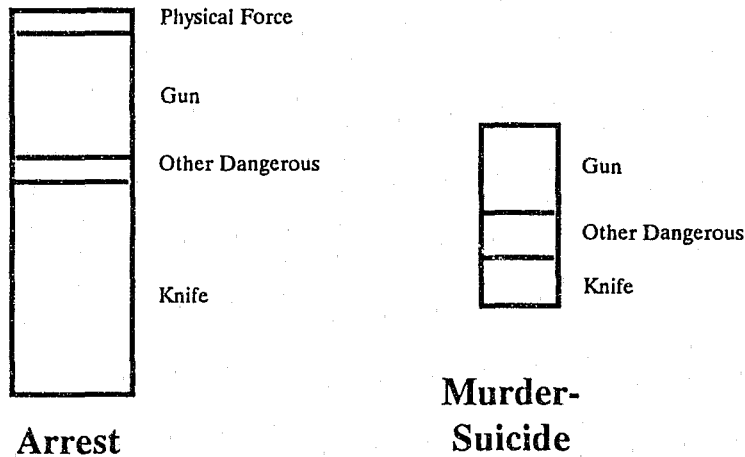 Physical Force
Gun
Other Dangerous
Knife
Arrest
Gun
Other Dangerous
Knife
Murder-
Suicide